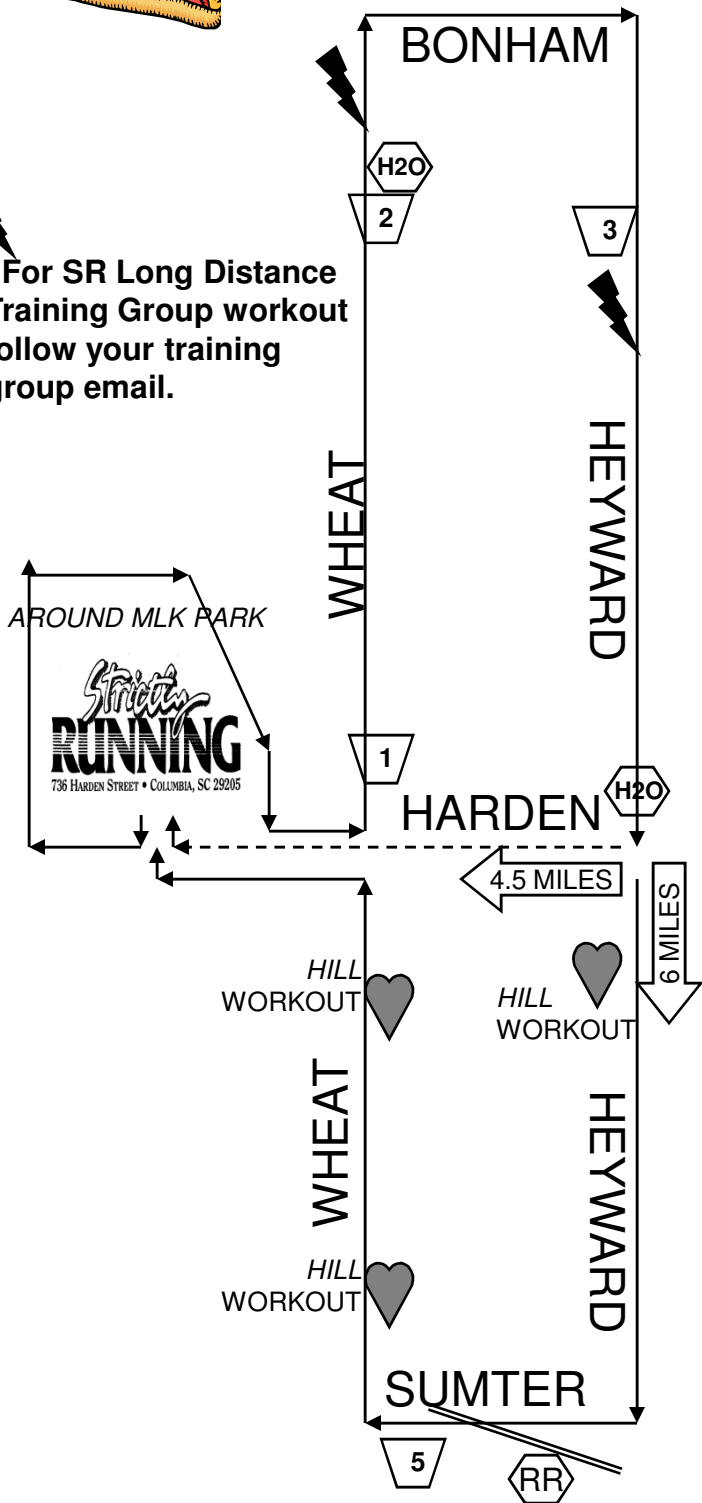 BONHAM
H2O
2
3
For SR Long Distance
Training Group workout
ollow your training
group email.
WHEAT
HEYWARD
AROUND MLK PARK
Strictly
RUNNING
736 HARDEN STREET • COLUMBIA, SC 29205
1
H2O
HARDEN
4.5 MILES
6 MILES
HILL
WORKOUT
HILL
WORKOUT
WHEAT
HEYWARD
HILL
WORKOUT
SUMTER
5
RR